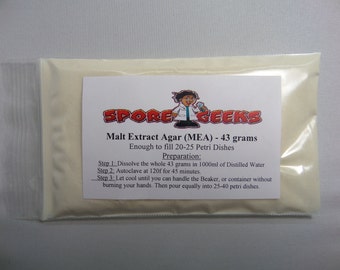 SPORE GEEKS
Malt Extract Agar (MEA) - 43 grams
Enough to fill 20-25 Petri Dishes
Preparation:
Step 1: Dissolve the whole 43 grams in 1000ml of Distilled Water
Step 2: Autoclave at 120f for 45 minutes.
Step 3: Let cool until you can handle the Beaker, or container without
burning your hands. Then pour equally into 25-40 petri dishes.